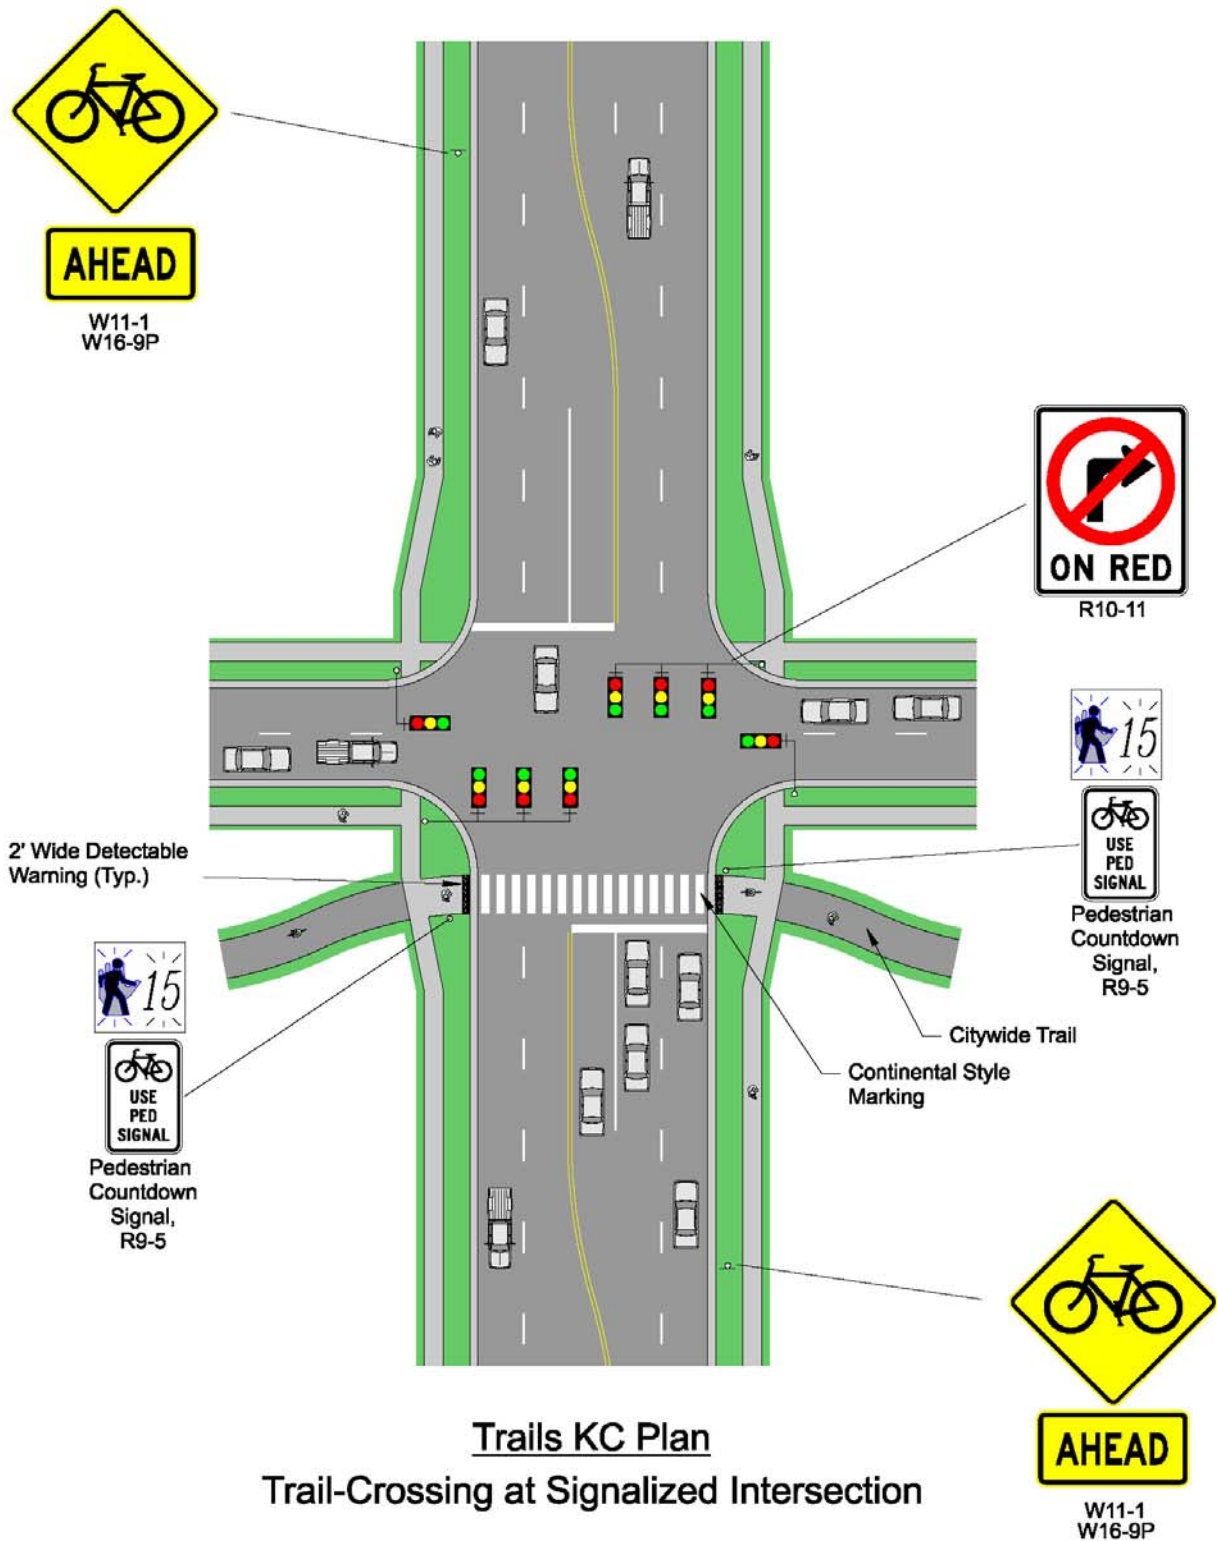 AHEAD
W11-1
W16-9P
ON RED
R10-11
15
USE
PED
SIGNAL
Pedestrian
Countdown
Signal,
R9-5
2' Wide Detectable
Warning (Typ.)
15
USE
PED
SIGNAL
Pedestrian
Countdown
Signal,
R9-5
Citywide Trail
Continental Style
Marking
AHEAD
W11-1
W16-9P
Trails KC Plan
Trail-Crossing at Signalized Intersection